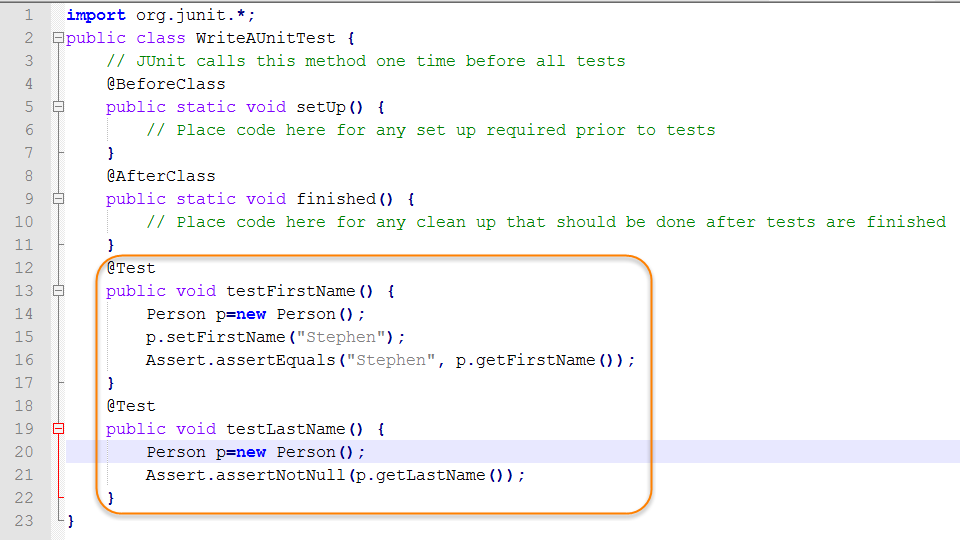 1 import org.junit.*;
2 public class WriteAUnitTest {
3 // JUnit calls this method one time before all tests
4 @BeforeClass
5 public static void setUp() {
6 // Place code here for any set up required prior to tests
7 }
8 @AfterClass
9 public static void finished() {
10 // Place code here for any clean up that should be done after tests are finished
11 }
12 @Test
13 public void testFirstName() {
14 Person p=new Person();
15 p.setFirstName("Stephen");
16 Assert.assertEquals("Stephen", p.getFirstName());
17 }
18 @Test
19 public void testLastName() {
20 Person p=new Person();
21 Assert.assertNotNull(p.getLastName());
22 }
23 }